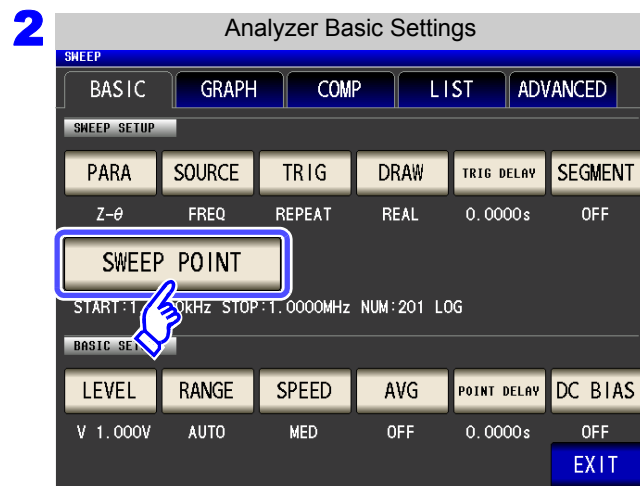 2
Analyzer Basic Settings
SWEEP
BASIC GRAPH COMP LIST ADVANCED
SWEEP SETUP
PARA SOURCE TRIG DRAW TRIG DELAY SEGMENT
Z-θ FREQ REPEAT REAL 0.0000s OFF
SWEEP POINT
START:1. 0kHz STOP:1.0000MHz NUM:201 LOG
BASIC
LEVEL RANGE SPEED AVG POINT DELAY DC BIAS
V 1.000V AUTO MED OFF 0.0000s OFF
EXIT